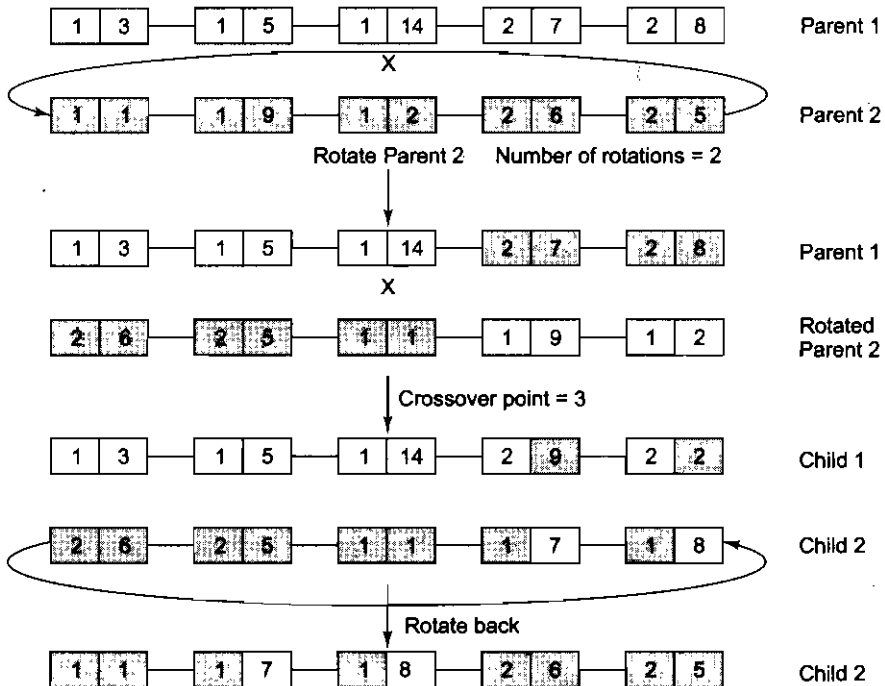 1 3 1 5 1 14 2 7 2 8 Parent 1
X
1 1 1 9 1 2 2 6 2 5 Parent 2
Rotate Parent 2 Number of rotations = 2
1 3 1 5 1 14 2 7 2 8 Parent 1
X
2 6 2 5 1 1 1 9 1 2 Rotated
Parent 2
Crossover point = 3
1 3 1 5 1 14 2 9 2 2 Child 1
2 6 2 5 1 1 1 7 1 8 Child 2
Rotate back
1 1 1 7 1 8 2 6 2 5 Child 2